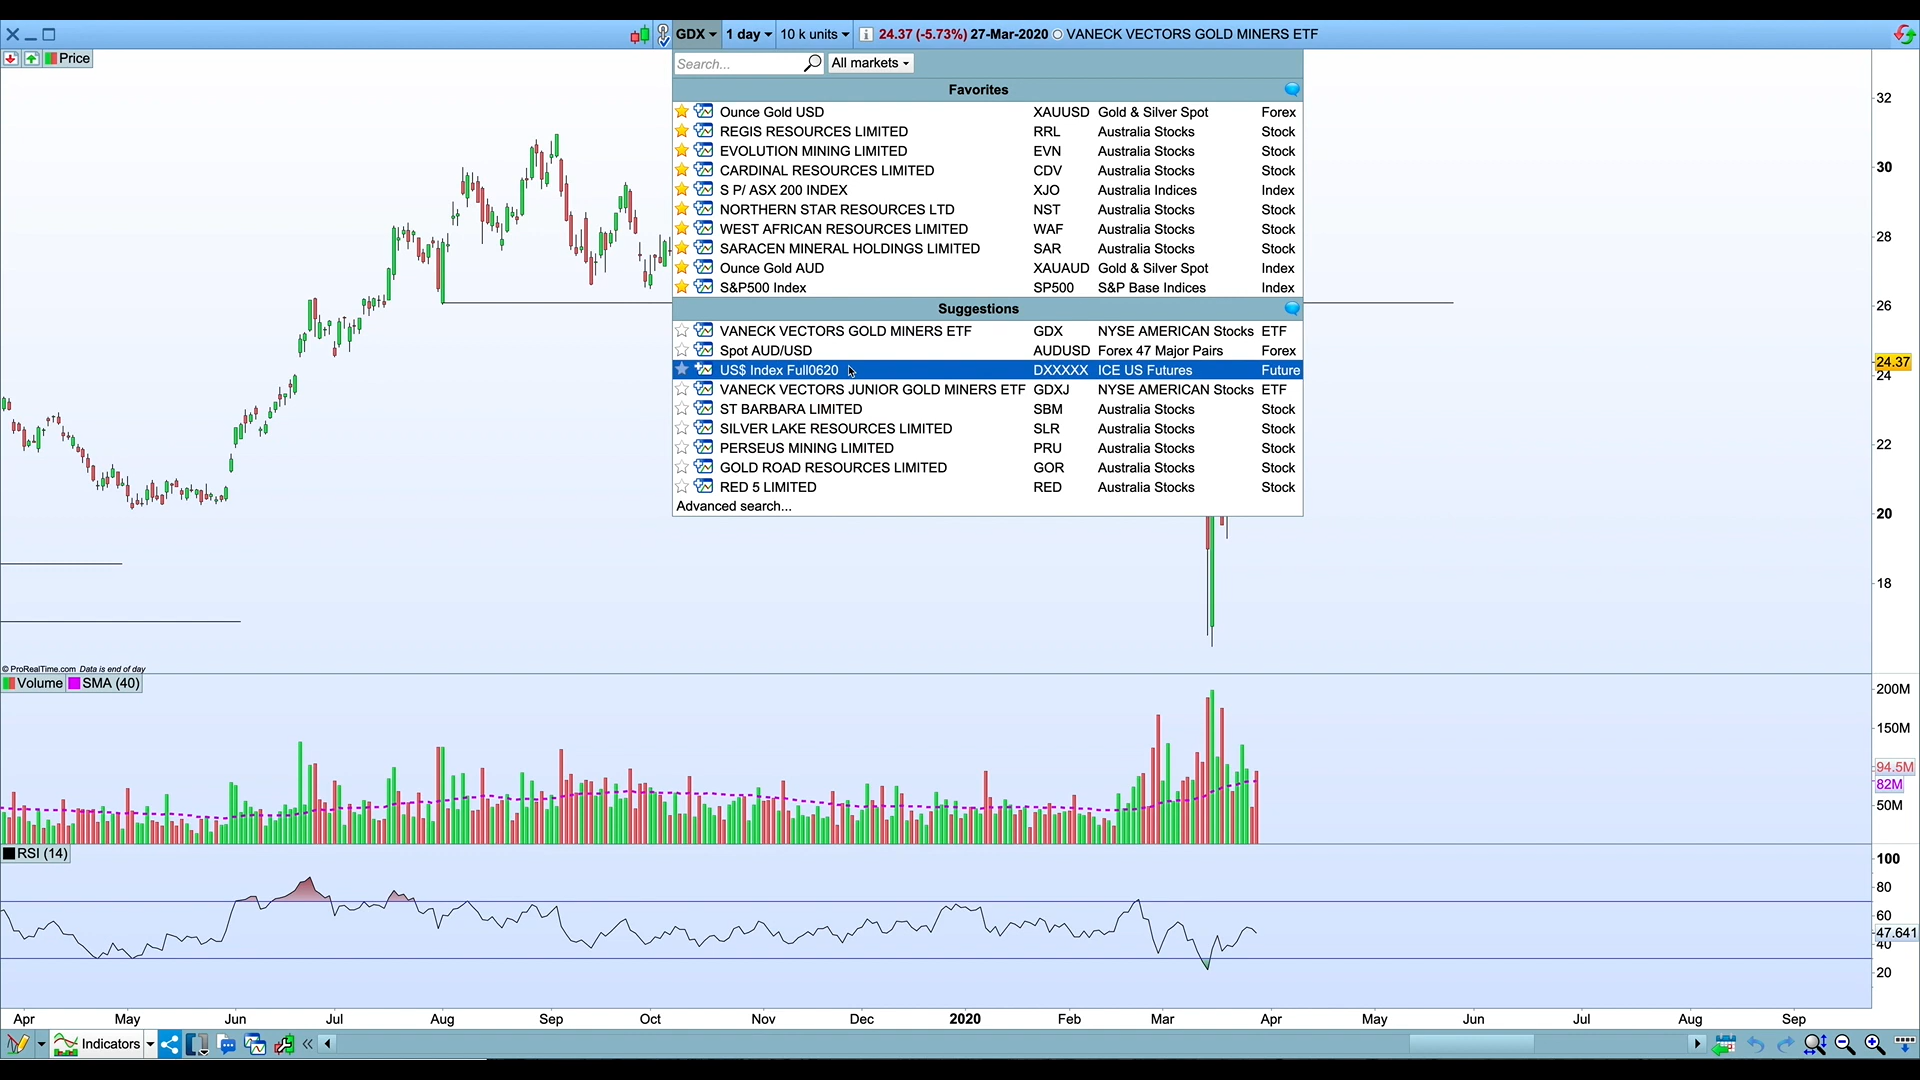 GDX 1 day 10 k units 24.37 (-5.73%) 27-Mar-2020 VANECK VECTORS GOLD MINERS ETF
Price
Search... All markets
Favorites
Ounce Gold USD XAUUSD Gold & Silver Spot Forex
REGIS RESOURCES LIMITED RRL Australia Stocks Stock
EVOLUTION MINING LIMITED EVN Australia Stocks Stock
CARDINAL RESOURCES LIMITED CDV Australia Stocks Stock
S P/ ASX 200 INDEX XJO Australia Indices Index
NORTHERN STAR RESOURCES LTD NST Australia Stocks Stock
WEST AFRICAN RESOURCES LIMITED WAF Australia Stocks Stock
SARACEN MINERAL HOLDINGS LIMITED SAR Australia Stocks Stock
Ounce Gold AUD XAUAUD Gold & Silver Spot Index
S&P500 Index SP500 S&P Base Indices Index
Suggestions
VANECK VECTORS GOLD MINERS ETF GDX NYSE AMERICAN Stocks ETF
Spot AUD/USD AUDUSD Forex 47 Major Pairs Forex
US$ Index Full0620 DXXXXX ICE US Futures Future
VANECK VECTORS JUNIOR GOLD MINERS ETF GDXJ NYSE AMERICAN Stocks ETF
ST BARBARA LIMITED SBM Australia Stocks Stock
SILVER LAKE RESOURCES LIMITED SLR Australia Stocks Stock
PERSEUS MINING LIMITED PRU Australia Stocks Stock
GOLD ROAD RESOURCES LIMITED GOR Australia Stocks Stock
RED 5 LIMITED RED Australia Stocks Stock
Advanced search...
32
30
28
26
24.37
24
22
20
18
© ProRealTime.com Data is end of day
Volume SMA (40)
200M
150M
94.5M
82M
50M
RSI (14)
100
80
60
47.641
40
20
Apr May Jun Jul Aug Sep Oct Nov Dec 2020 Feb Mar Apr May Jun Jul Aug Sep
Indicators